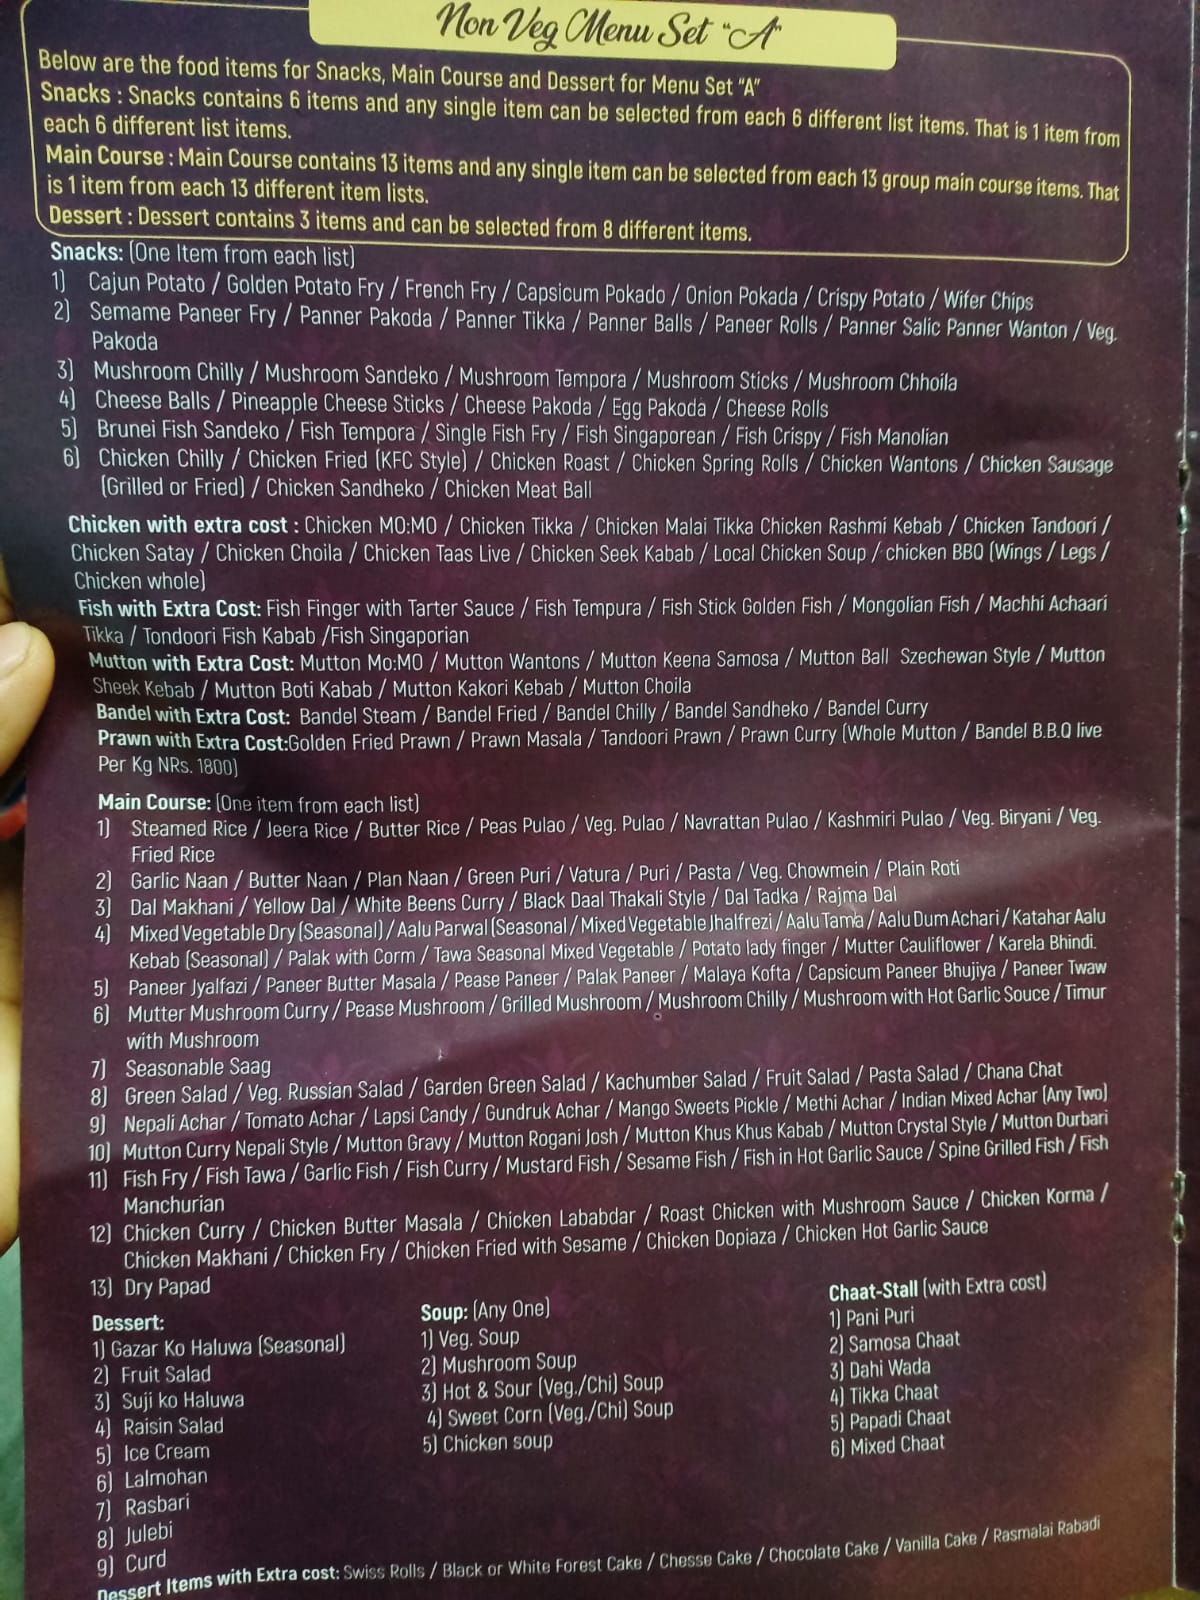 Non Veg Menu Set "A"
Below are the food items for Snacks, Main Course and Dessert for Menu Set "A"
Snacks : Snacks contains 6 items and any single item can be selected from each 6 different list items. That is 1 item from
each 6 different list items.
Main Course : Main Course contains 13 items and any single item can be selected from each 13 group main course items. That
is 1 item from each 13 different item lists.
Dessert : Dessert contains 3 items and can be selected from 8 different items.
Snacks: (One Item from each list)
1) Cajun Potato / Golden Potato Fry / French Fry / Capsicum Pokado / Onion Pokada / Crispy Potato / Wifer Chips
2) Semame Paneer Fry / Panner Pakoda / Panner Tikka / Panner Balls / Paneer Rolls / Panner Salic Panner Wanton / Veg.
Pakoda
3) Mushroom Chilly / Mushroom Sandeko / Mushroom Tempora / Mushroom Sticks / Mushroom Chhoila
4) Cheese Balls / Pineapple Cheese Sticks / Cheese Pakoda / Egg Pakoda / Cheese Rolls
5) Brunei Fish Sandeko / Fish Tempora / Single Fish Fry / Fish Singaporean / Fish Crispy / Fish Manolian
6) Chicken Chilly / Chicken Fried (KFC Style) / Chicken Roast / Chicken Spring Rolls / Chicken Wantons / Chicken Sausage
(Grilled or Fried) / Chicken Sandheko / Chicken Meat Ball
Chicken with extra cost : Chicken MO:MO / Chicken Tikka / Chicken Malai Tikka Chicken Rashmi Kebab / Chicken Tandoori /
Chicken Satay / Chicken Choila / Chicken Taas Live / Chicken Seek Kabab / Local Chicken Soup / chicken BBQ (Wings / Legs /
Chicken whole)
Fish with Extra Cost: Fish Finger with Tarter Sauce / Fish Tempura / Fish Stick Golden Fish / Mongolian Fish / Machhi Achaari
Tikka / Tondoori Fish Kabab /Fish Singaporian
Mutton with Extra Cost: Mutton Mo:MO / Mutton Wantons / Mutton Keena Samosa / Mutton Ball Szechewan Style / Mutton
Sheek Kebab / Mutton Boti Kabab / Mutton Kakori Kebab / Mutton Choila
Bandel with Extra Cost: Bandel Steam / Bandel Fried / Bandel Chilly / Bandel Sandheko / Bandel Curry
Prawn with Extra Cost:Golden Fried Prawn / Prawn Masala / Tandoori Prawn / Prawn Curry (Whole Mutton / Bandel B.B.Q live
Per Kg NRs. 1800)
Main Course: (One item from each list)
1) Steamed Rice / Jeera Rice / Butter Rice / Peas Pulao / Veg. Pulao / Navrattan Pulao / Kashmiri Pulao / Veg. Biryani / Veg.
Fried Rice
2) Garlic Naan / Butter Naan / Plan Naan / Green Puri / Vatura / Puri / Pasta / Veg. Chowmein / Plain Roti
3) Dal Makhani / Yellow Dal / White Beens Curry / Black Daal Thakali Style / Dal Tadka / Rajma Dal
4) Mixed Vegetable Dry (Seasonal) / Aalu Parwal (Seasonal / Mixed Vegetable Jhalfrezi / Aalu Tama / Aalu Dum Achari / Katahar Aalu
Kebab (Seasonal) / Palak with Corm / Tawa Seasonal Mixed Vegetable / Potato lady finger / Mutter Cauliflower / Karela Bhindi.
5) Paneer Jyalfazi / Paneer Butter Masala / Pease Paneer / Palak Paneer / Malaya Kofta / Capsicum Paneer Bhujiya / Paneer Twaw
6) Mutter Mushroom Curry / Pease Mushroom / Grilled Mushroom / Mushroom Chilly / Mushroom with Hot Garlic Souce / Timur
with Mushroom
7) Seasonable Saag
8) Green Salad / Veg. Russian Salad / Garden Green Salad / Kachumber Salad / Fruit Salad / Pasta Salad / Chana Chat
9) Nepali Achar / Tomato Achar / Lapsi Candy / Gundruk Achar / Mango Sweets Pickle / Methi Achar / Indian Mixed Achar (Any Two)
10) Mutton Curry Nepali Style / Mutton Gravy / Mutton Rogani Josh / Mutton Khus Khus Kabab / Mutton Crystal Style / Mutton Durbari
11) Fish Fry / Fish Tawa / Garlic Fish / Fish Curry / Mustard Fish / Sesame Fish / Fish in Hot Garlic Sauce / Spine Grilled Fish / Fish
Manchurian
12) Chicken Curry / Chicken Butter Masala / Chicken Lababdar / Roast Chicken with Mushroom Sauce / Chicken Korma /
Chicken Makhani / Chicken Fry / Chicken Fried with Sesame / Chicken Dopiaza / Chicken Hot Garlic Sauce
13) Dry Papad
Dessert:
1) Gazar Ko Haluwa (Seasonal)
2) Fruit Salad
3) Suji ko Haluwa
4) Raisin Salad
5) Ice Cream
6) Lalmohan
7) Rasbari
8) Julebi
9) Curd
Soup: (Any One)
1) Veg. Soup
2) Mushroom Soup
3) Hot & Sour (Veg./Chi) Soup
4) Sweet Corn (Veg./Chi) Soup
5) Chicken soup
Chaat-Stall (with Extra cost)
1) Pani Puri
2) Samosa Chaat
3) Dahi Wada
4) Tikka Chaat
5) Papadi Chaat
6) Mixed Chaat
Dessert Items with Extra cost: Swiss Rolls / Black or White Forest Cake / Chesse Cake / Chocolate Cake / Vanilla Cake / Rasmalai Rabadi